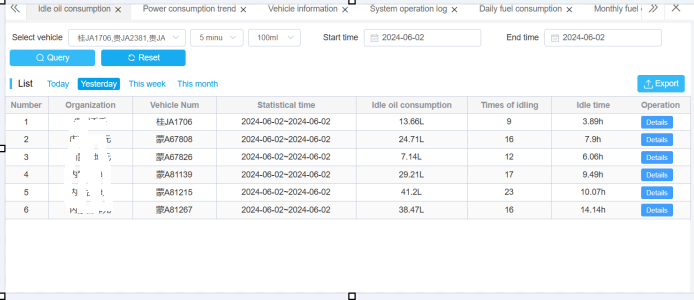 Idle oil consumption Power consumption trend Vehicle information System operation log Daily fuel consumption Monthly fuel
Select vehicle 桂JA1706,贵JA2381,贵JA 5 minu 100ml Start time 2024-06-02 End time 2024-06-02
Query Reset
List Today Yesterday This week This month Export
Number Organization Vehicle Num Statistical time Idle oil consumption Times of idling Idle time Operation
1 桂JA1706 2024-06-02~2024-06-02 13.66L 9 3.89h Details
2 蒙A67808 2024-06-02~2024-06-02 24.71L 16 7.9h Details
3 蒙A67826 2024-06-02~2024-06-02 7.14L 12 6.06h Details
4 蒙A81139 2024-06-02~2024-06-02 29.21L 17 9.49h Details
5 蒙A81215 2024-06-02~2024-06-02 41.2L 23 10.07h Details
6 蒙A81267 2024-06-02~2024-06-02 38.47L 16 14.14h Details